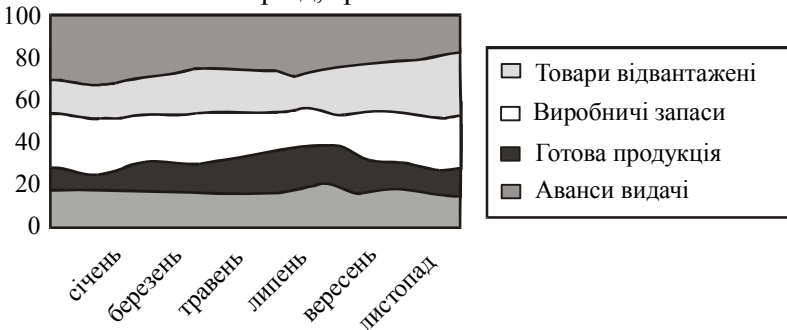 100
80
60
40
20
0
січень
березень
травень
липень
вересень
листопад
Товари відвантажені
Виробничі запаси
Готова продукція
Аванси видачі